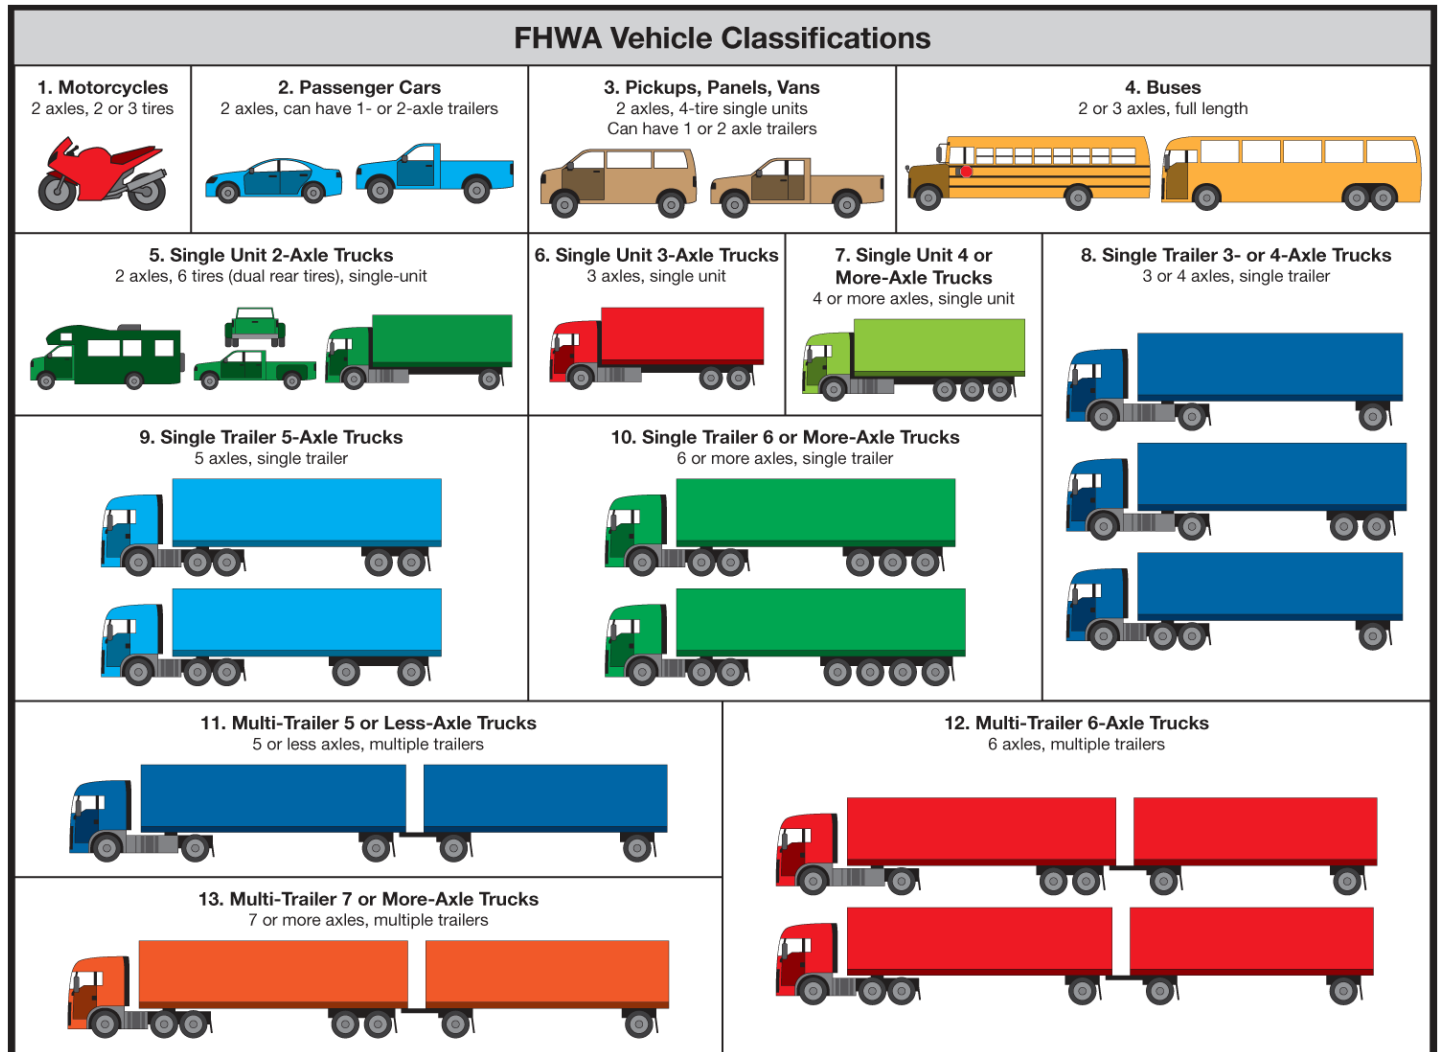 FHWA Vehicle Classifications
1. Motorcycles
2 axles, 2 or 3 tires
2. Passenger Cars
2 axles, can have 1- or 2-axle trailers
3. Pickups, Panels, Vans
2 axles, 4-tire single units
Can have 1 or 2 axle trailers
4. Buses
2 or 3 axles, full length
5. Single Unit 2-Axle Trucks
2 axles, 6 tires (dual rear tires), single-unit
6. Single Unit 3-Axle Trucks
3 axles, single unit
7. Single Unit 4 or
More-Axle Trucks
4 or more axles, single unit
8. Single Trailer 3- or 4-Axle Trucks
3 or 4 axles, single trailer
9. Single Trailer 5-Axle Trucks
5 axles, single trailer
10. Single Trailer 6 or More-Axle Trucks
6 or more axles, single trailer
11. Multi-Trailer 5 or Less-Axle Trucks
5 or less axles, multiple trailers
12. Multi-Trailer 6-Axle Trucks
6 axles, multiple trailers
13. Multi-Trailer 7 or More-Axle Trucks
7 or more axles, multiple trailers